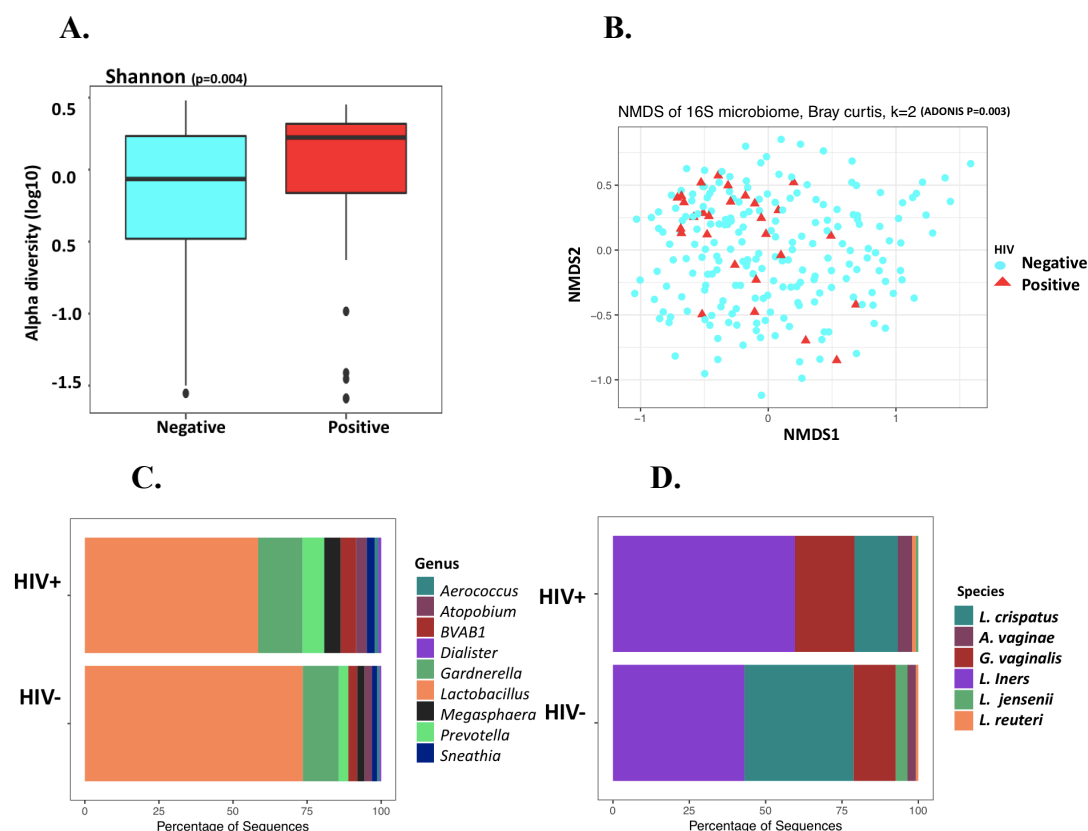 A.
Shannon (p=0.004)
Alpha diversity (log10)
0.5
0.0
0.5
-1.0
-1.5
Negative
Positive
B.
NMDS of 16S microbiome, Bray curtis, k=2 (ADONIS P=0.003)
NMDS2
0.5
0.0
−0.5
−1.0
−1
0
1
NMDS1
HIV
Negative
Positive
C.
HIV+
HIV-
0
25
50
75
100
Percentage of Sequences
Genus
Aerococcus
Atopobium
BVAB1
Dialister
Gardnerella
Lactobacillus
Megasphaera
Prevotella
Sneathia
D.
HIV+
HIV-
0
25
50
75
100
Percentage of Sequences
Species
L. crispatus
A. vaginae
G. vaginalis
L. Iners
L. jensenii
L. reuteri